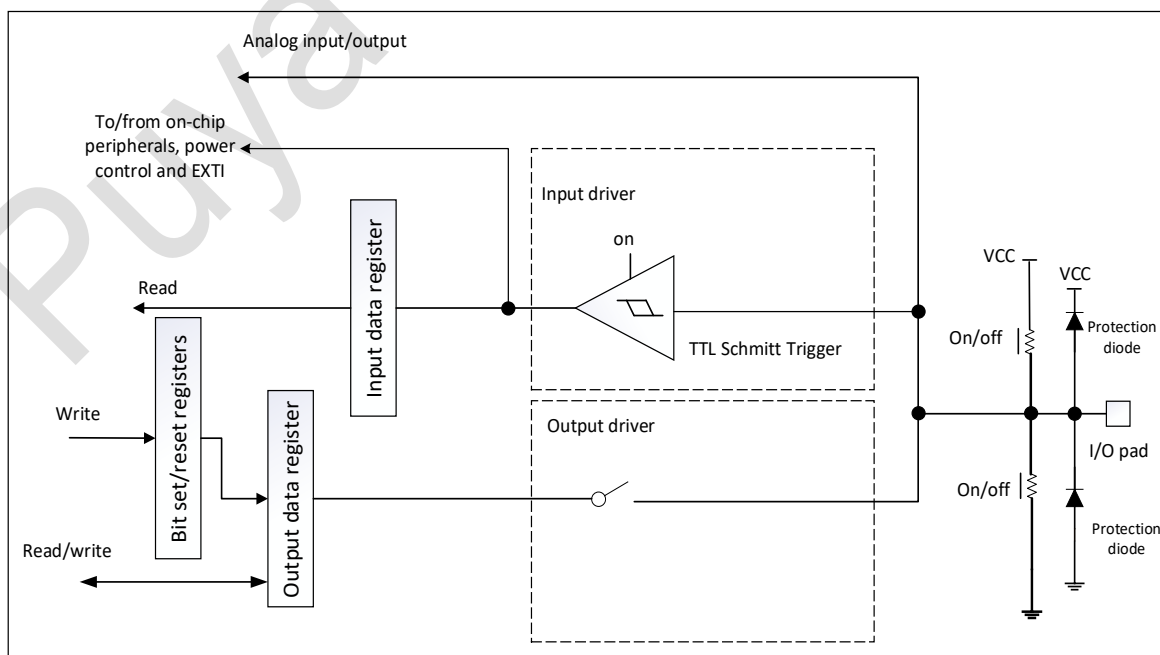 Analog input/output
To/from on-chip
peripherals, power
control and EXTI
Input driver
on
Input data register
Read
TTL Schmitt Trigger
VCC
VCC
On/off
Protection
diode
Bit set/reset registers
Write
Output data register
Output driver
I/O pad
On/off
Read/write
Protection
diode
Puya